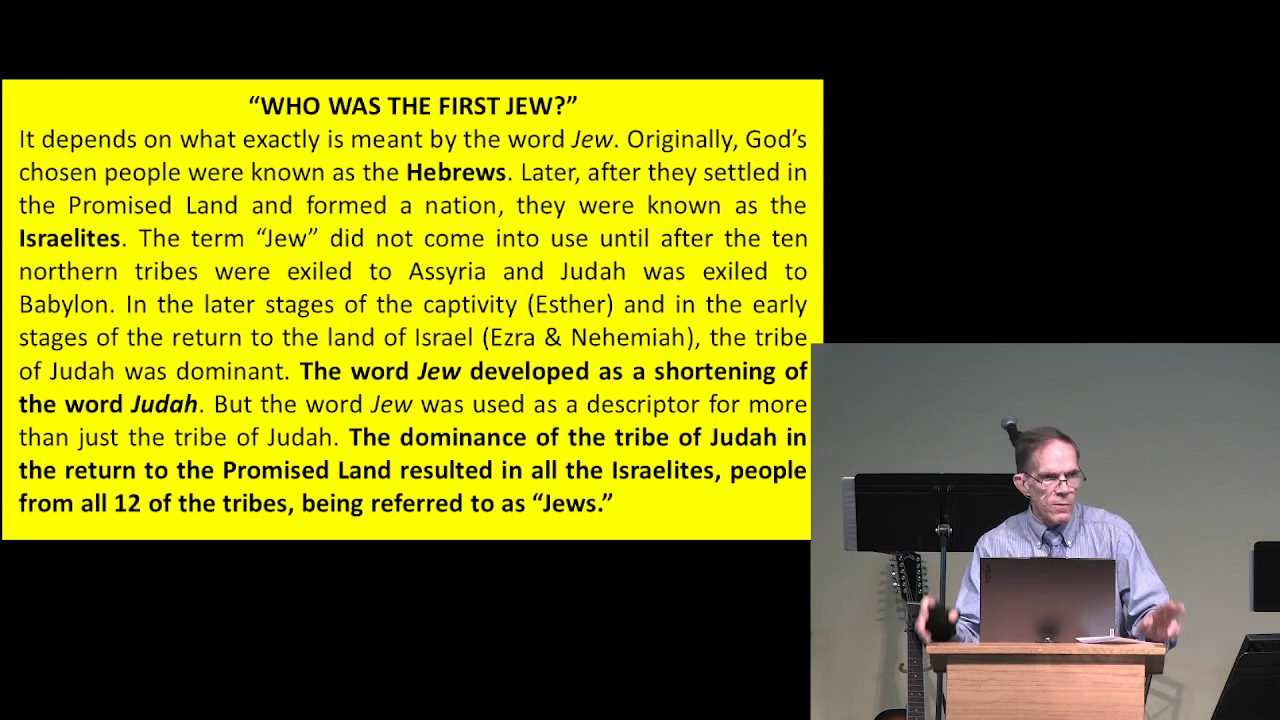 “WHO WAS THE FIRST JEW?”
It depends on what exactly is meant by the word Jew. Originally, God’s
chosen people were known as the Hebrews. Later, after they settled in
the Promised Land and formed a nation, they were known as the
Israelites. The term “Jew” did not come into use until after the ten
northern tribes were exiled to Assyria and Judah was exiled to
Babylon. In the later stages of the captivity (Esther) and in the early
stages of the return to the land of Israel (Ezra & Nehemiah), the tribe
of Judah was dominant. The word Jew developed as a shortening of
the word Judah. But the word Jew was used as a descriptor for more
than just the tribe of Judah. The dominance of the tribe of Judah in
the return to the Promised Land resulted in all the Israelites, people
from all 12 of the tribes, being referred to as “Jews.”